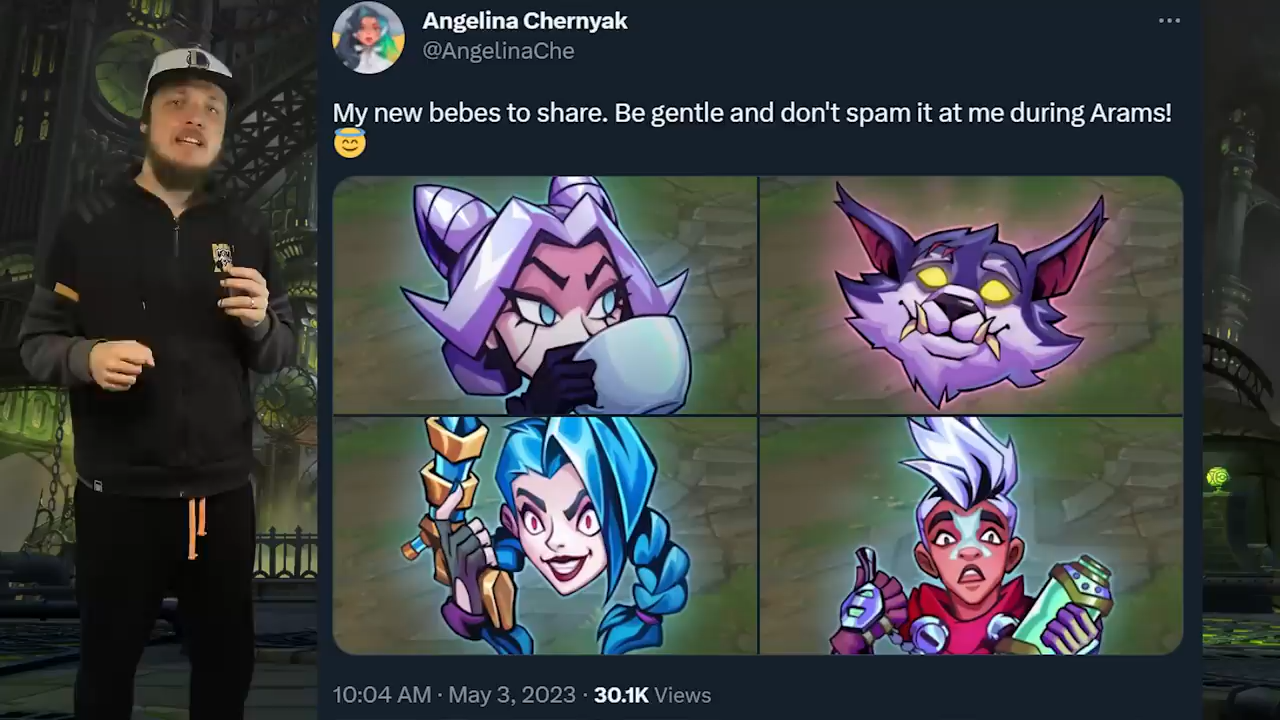 Angelina Chernyak
@AngelinaChe
My new bebes to share. Be gentle and don't spam it at me during Arams!
😇
10:04 AM · May 3, 2023 · 30.1K Views